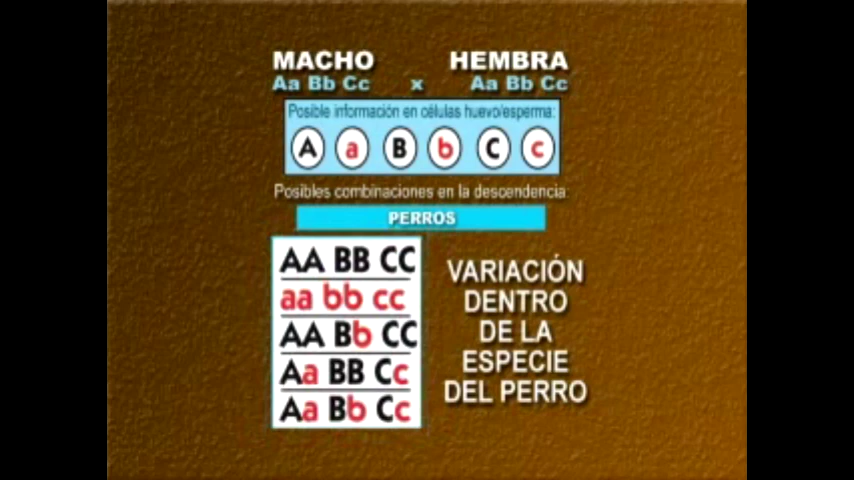 MACHO HEMBRA
Aa Bb Cc x Aa Bb Cc
Posible información en células huevo/esperma:
A a B b C c
Posibles combinaciones en la descendencia:
PERROS
AA BB CC
aa bb cc
AA Bb CC
Aa BB Cc
Aa Bb Cc
VARIACIÓN
DENTRO
DE LA
ESPECIE
DEL PERRO